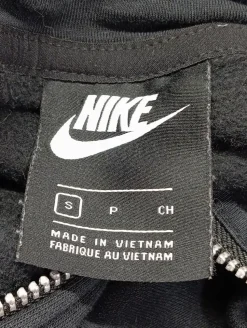 NIKE
S P CH
MADE IN VIETNAM
FABRIQUE AU VIETNAM